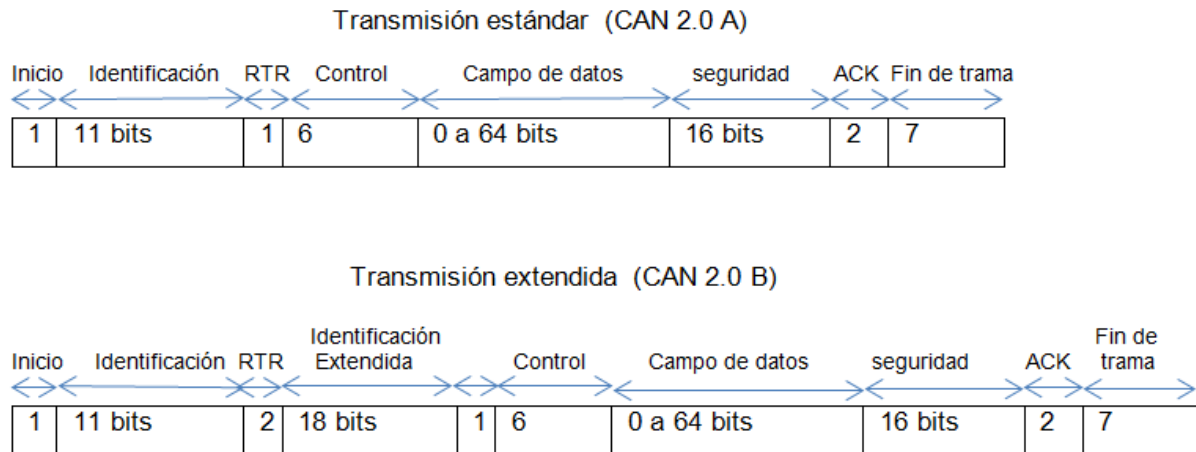 Transmisión estándar (CAN 2.0 A)
Inicio Identificación RTR Control Campo de datos seguridad ACK Fin de trama
1 11 bits 1 6 0 a 64 bits 16 bits 2 7
Transmisión extendida (CAN 2.0 B)
Inicio Identificación RTR Identificación Extendida Control Campo de datos seguridad ACK Fin de trama
1 11 bits 2 18 bits 1 6 0 a 64 bits 16 bits 2 7